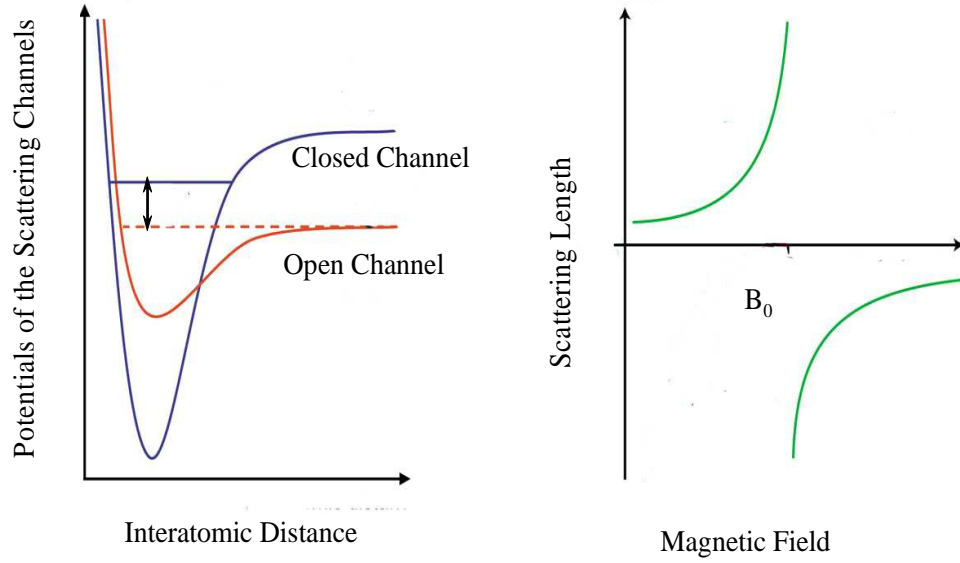 Potentials of the Scattering Channels
Closed Channel
Open Channel
Interatomic Distance
Scattering Length
B0
Magnetic Field